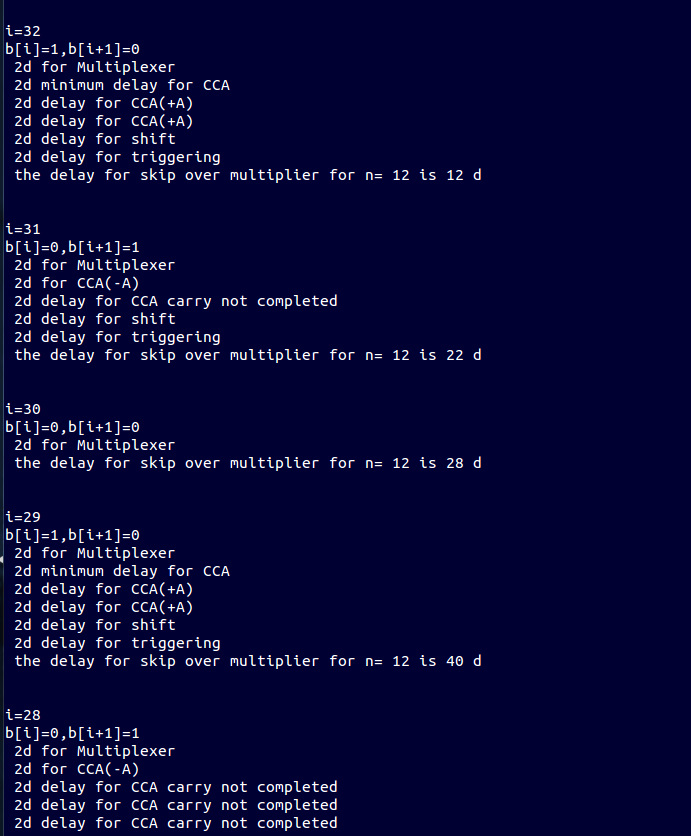 i=32
b[i]=1,b[i+1]=0
2d for Multiplexer
2d minimum delay for CCA
2d delay for CCA(+A)
2d delay for CCA(+A)
2d delay for shift
2d delay for triggering
the delay for skip over multiplier for n= 12 is 12 d
i=31
b[i]=0,b[i+1]=1
2d for Multiplexer
2d for CCA(-A)
2d delay for CCA carry not completed
2d delay for shift
2d delay for triggering
the delay for skip over multiplier for n= 12 is 22 d
i=30
b[i]=0,b[i+1]=0
2d for Multiplexer
the delay for skip over multiplier for n= 12 is 28 d
i=29
b[i]=1,b[i+1]=0
2d for Multiplexer
2d minimum delay for CCA
2d delay for CCA(+A)
2d delay for CCA(+A)
2d delay for shift
2d delay for triggering
the delay for skip over multiplier for n= 12 is 40 d
i=28
b[i]=0,b[i+1]=1
2d for Multiplexer
2d for CCA(-A)
2d delay for CCA carry not completed
2d delay for CCA carry not completed
2d delay for CCA carry not completed